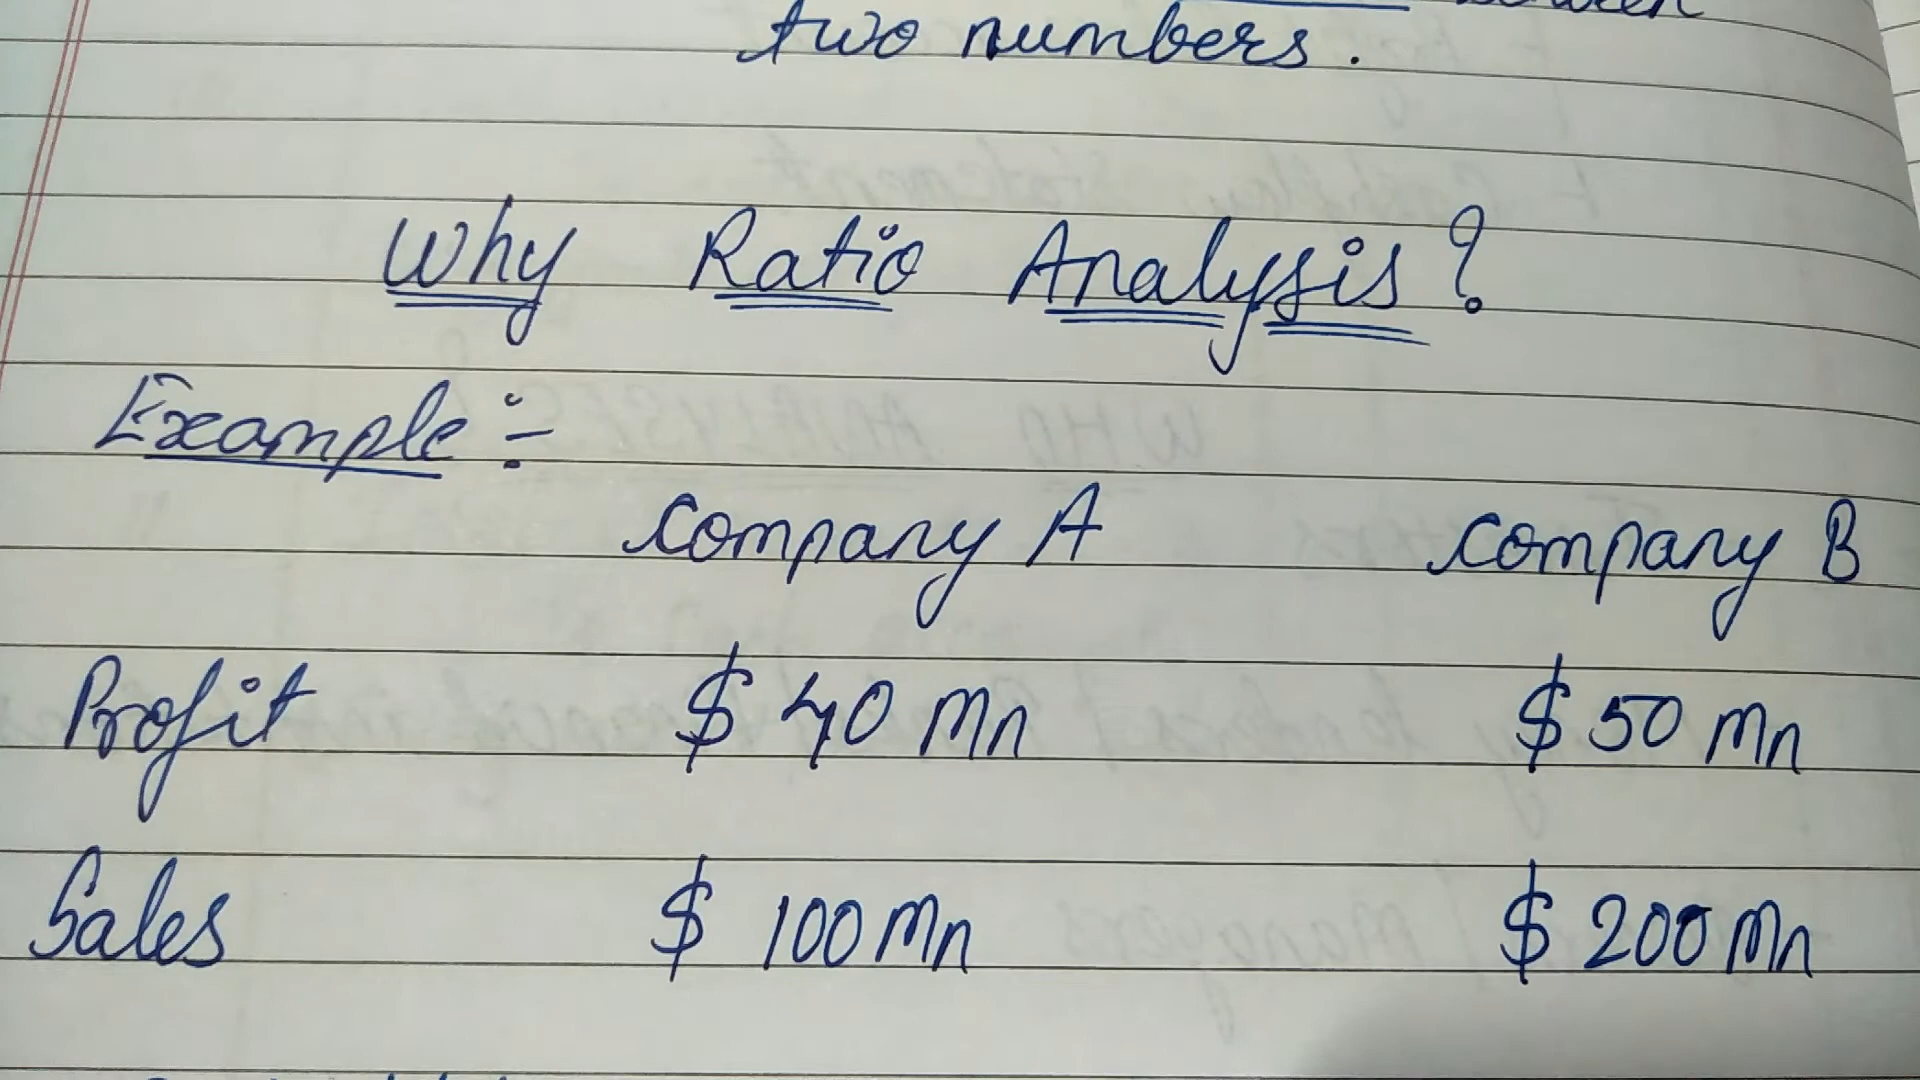 two numbers.
Why Ratio Analysis?
Example:-
Company A Company B
Profit $ 40 Mn $ 50 Mn
Sales $ 100 Mn $ 200 Mn